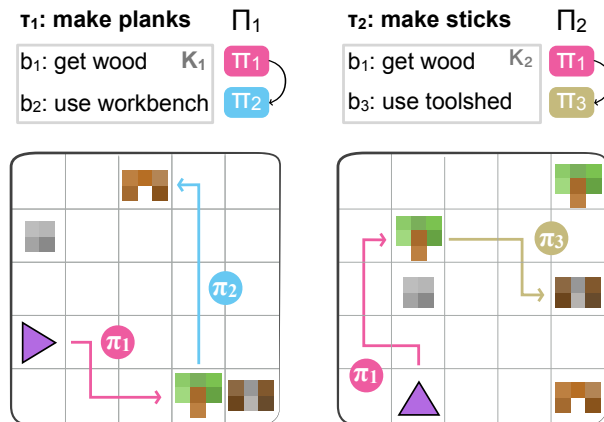 τ₁: make planks Π₁
b₁: get wood K₁ π₁
b₂: use workbench π₂
τ₂: make sticks Π₂
b₁: get wood K₂ π₁
b₃: use toolshed π₃
π₁
π₂
π₃
π₁